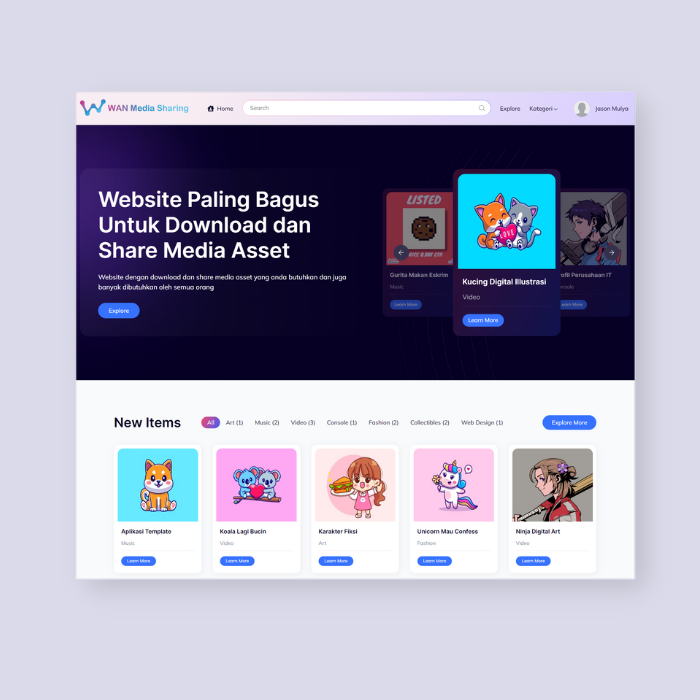 WAN Media Sharing
Home
Search
Explore
Kategori
Jason Mulya
Website Paling Bagus
Untuk Download dan
Share Media Asset
Website dengan download dan share media asset yang anda butuhkan dan juga
banyak dibutuhkan oleh semua orang
Explore
LISTED
Gurita Makan Eskrim
Music
Learn More
LOVE
Kucing Digital Illustrasi
Video
Learn More
Perusahaan IT
Learn More
New Items
All
Art (1)
Music (2)
Video (3)
Console (1)
Fashion (2)
Collectibles (2)
Web Design (1)
Explore More
Aplikasi Template
Music
Learn More
Koala Lagi Bucin
Video
Learn More
Karakter Fiksi
Art
Learn More
Unicorn Mau Confess
Fashion
Learn More
Ninja Digital Art
Video
Learn More